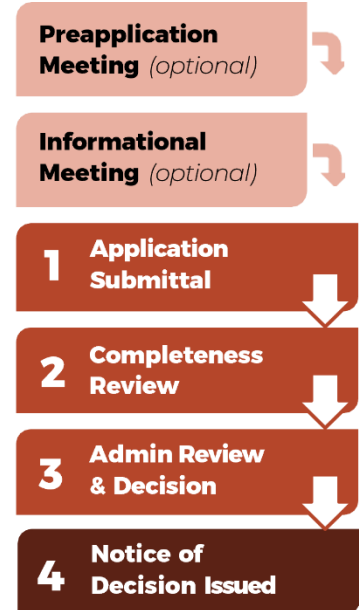 Preapplication
Meeting (optional)
Informational
Meeting (optional)
1 Application
Submittal
2 Completeness
Review
3 Admin Review
& Decision
4 Notice of
Decision Issued